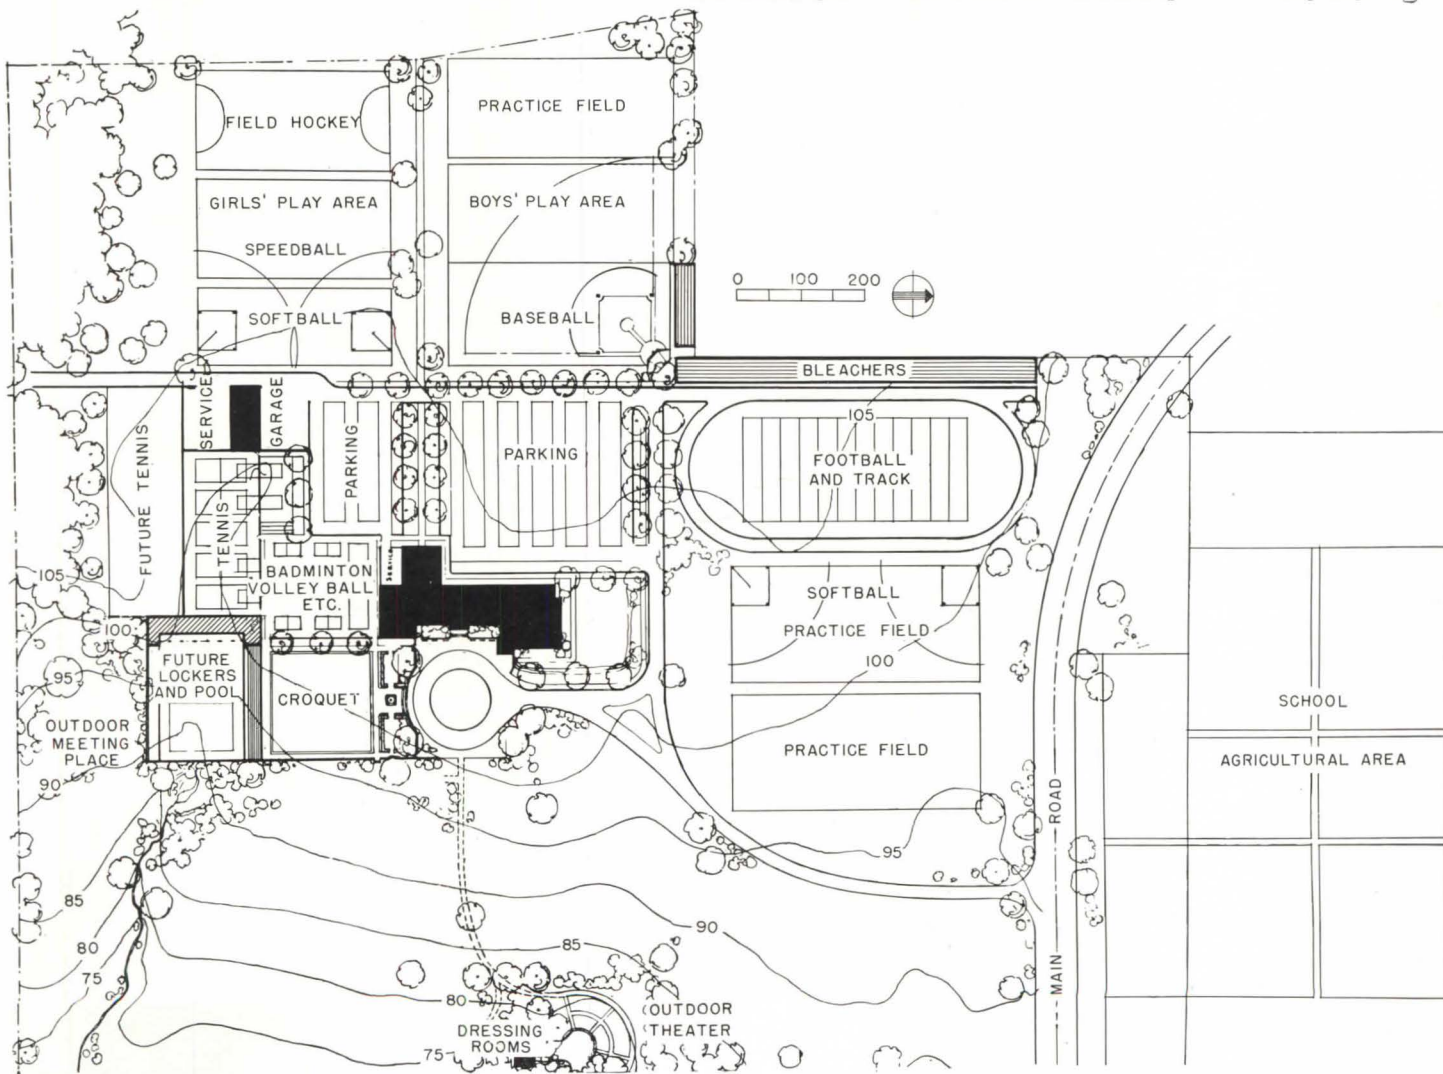 FIELD HOCKEY
PRACTICE FIELD
GIRLS' PLAY AREA
SPEEDBALL
BOYS' PLAY AREA
SOFTBALL
BASEBALL
0 100 200
BLEACHERS
SERVICE
GARAGE
FUTURE TENNIS
TENNIS
PARKING
PARKING
105
FOOTBALL
AND TRACK
SERVICE
BADMINTON
VOLLEY BALL
ETC.
105
100
SOFTBALL
PRACTICE FIELD
100
FUTURE
LOCKERS
AND POOL
CROQUET
95
OUTDOOR
MEETING
PLACE
90
PRACTICE FIELD
SCHOOL
AGRICULTURAL AREA
MAIN ROAD
95
85
80
75
90
85
80
75
DRESSING
ROOMS
OUTDOOR
THEATER